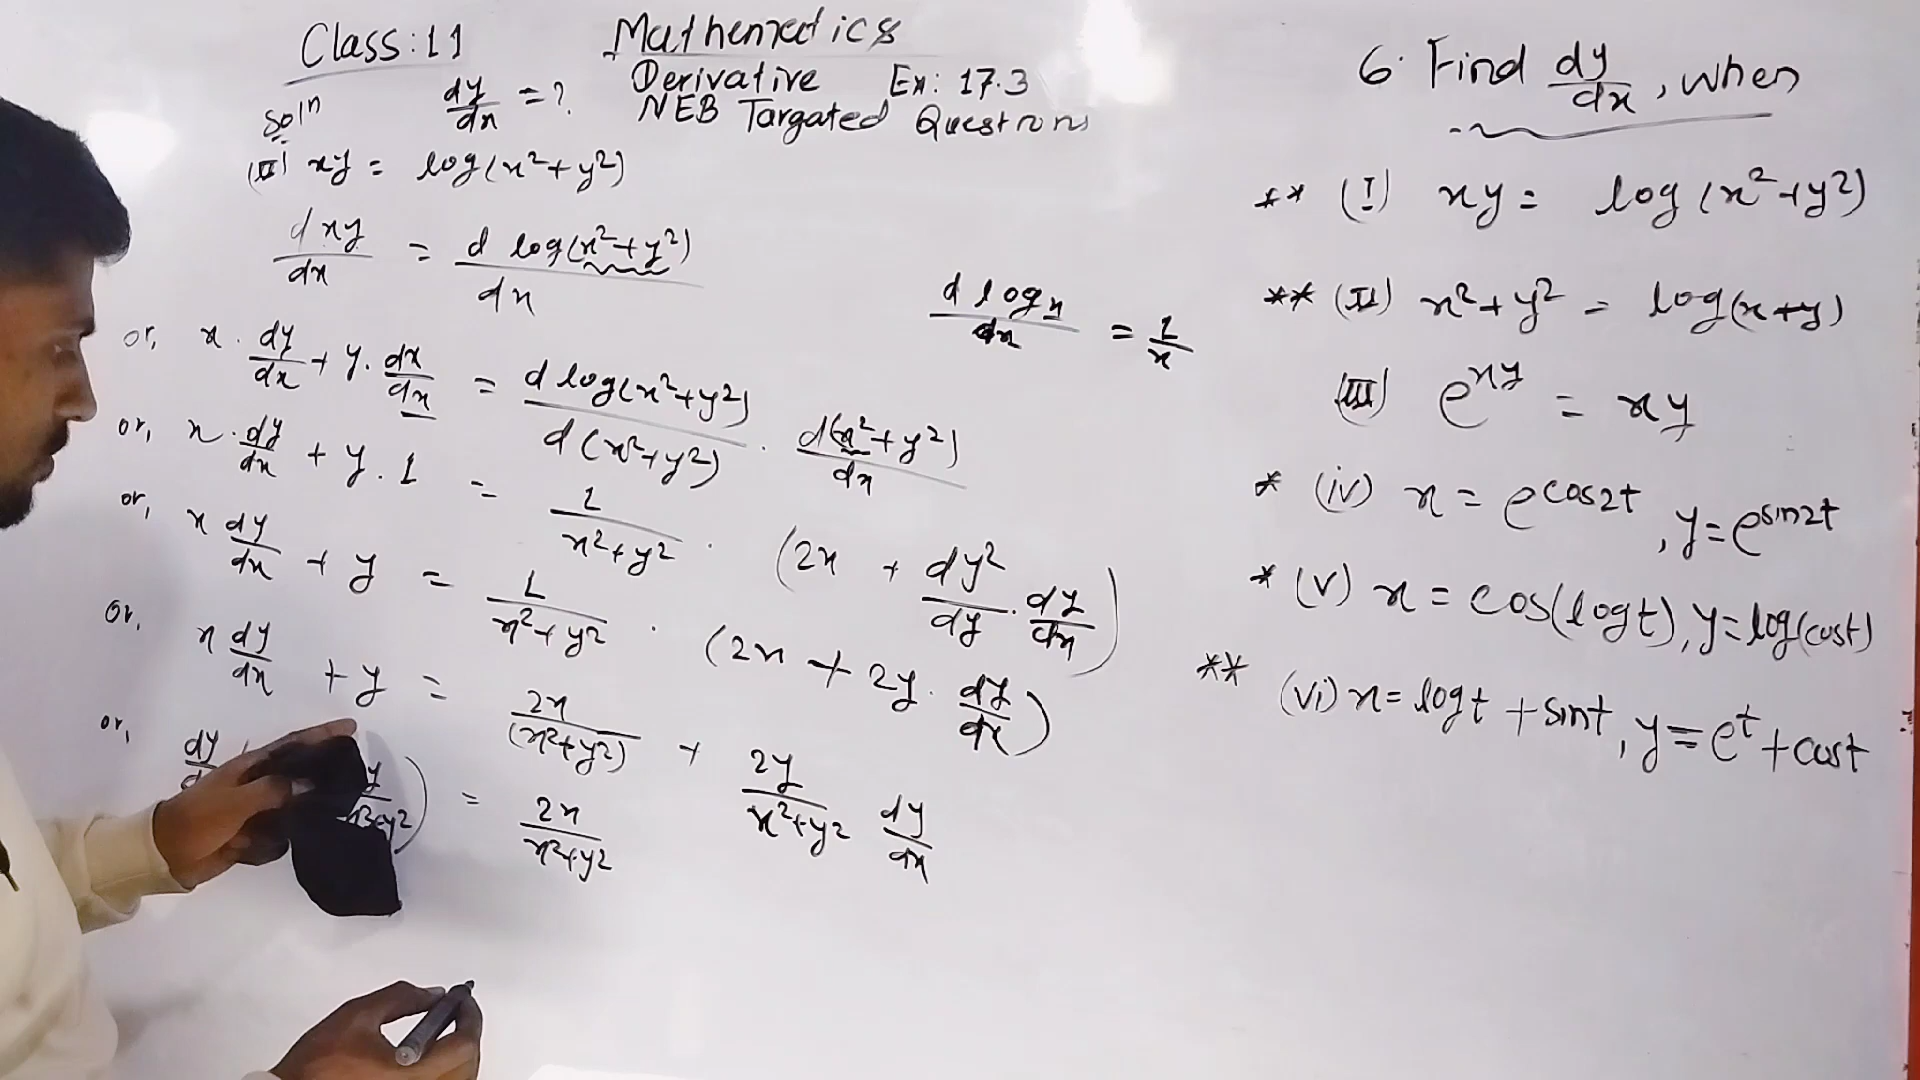 Class: 11 Mathematics
Derivative Ex: 17.3
NEB Targated Questions
Solⁿ dy/dx = ?
(II) xy = log(x²+y²)
dxy/dx = d log(x²+y²)/dx
d log x/dx = 1/x
or, x. dy/dx + y. dx/dx = d log(x²+y²)/d(x²+y²) . d(x²+y²)/dx
or, x. dy/dx + y.1 = 1/x²+y² . (2x + dy²/dy . dy/dx)
or, x dy/dx + y = 1/x²+y² . (2x + 2y. dy/dx)
or, x dy/dx + y = 2x/(x²+y²) + 2y/x²+y² dy/dx
or, dy = 2x/x²+y²
6. Find dy/dx, when
** (I) xy = log(x²+y²)
** (II) x²+y² = log(x+y)
(III) e^xy = xy
* (iv) x = e^cos2t, y=e^sin2t
* (v) x = cos(logt), y=log(cost)
** (vi) x=logt +sint, y=e^t+cost